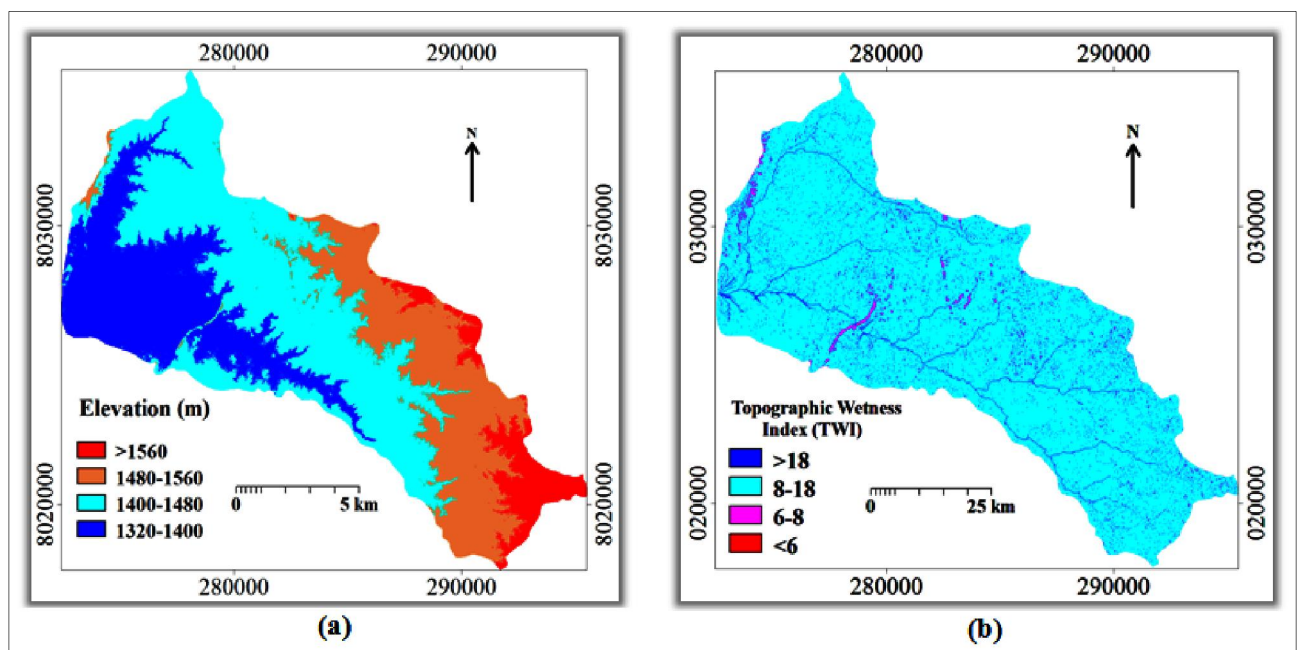 280000 290000
N
8030000
8030000
8020000
8020000
Elevation (m)
>1560
1480-1560
1400-1480
1320-1400
0 5 km
280000 290000
(a)
280000 290000
N
030000
030000
020000
020000
Topographic Wetness
Index (TWI)
>18
8-18
6-8
<6
0 25 km
280000 290000
(b)